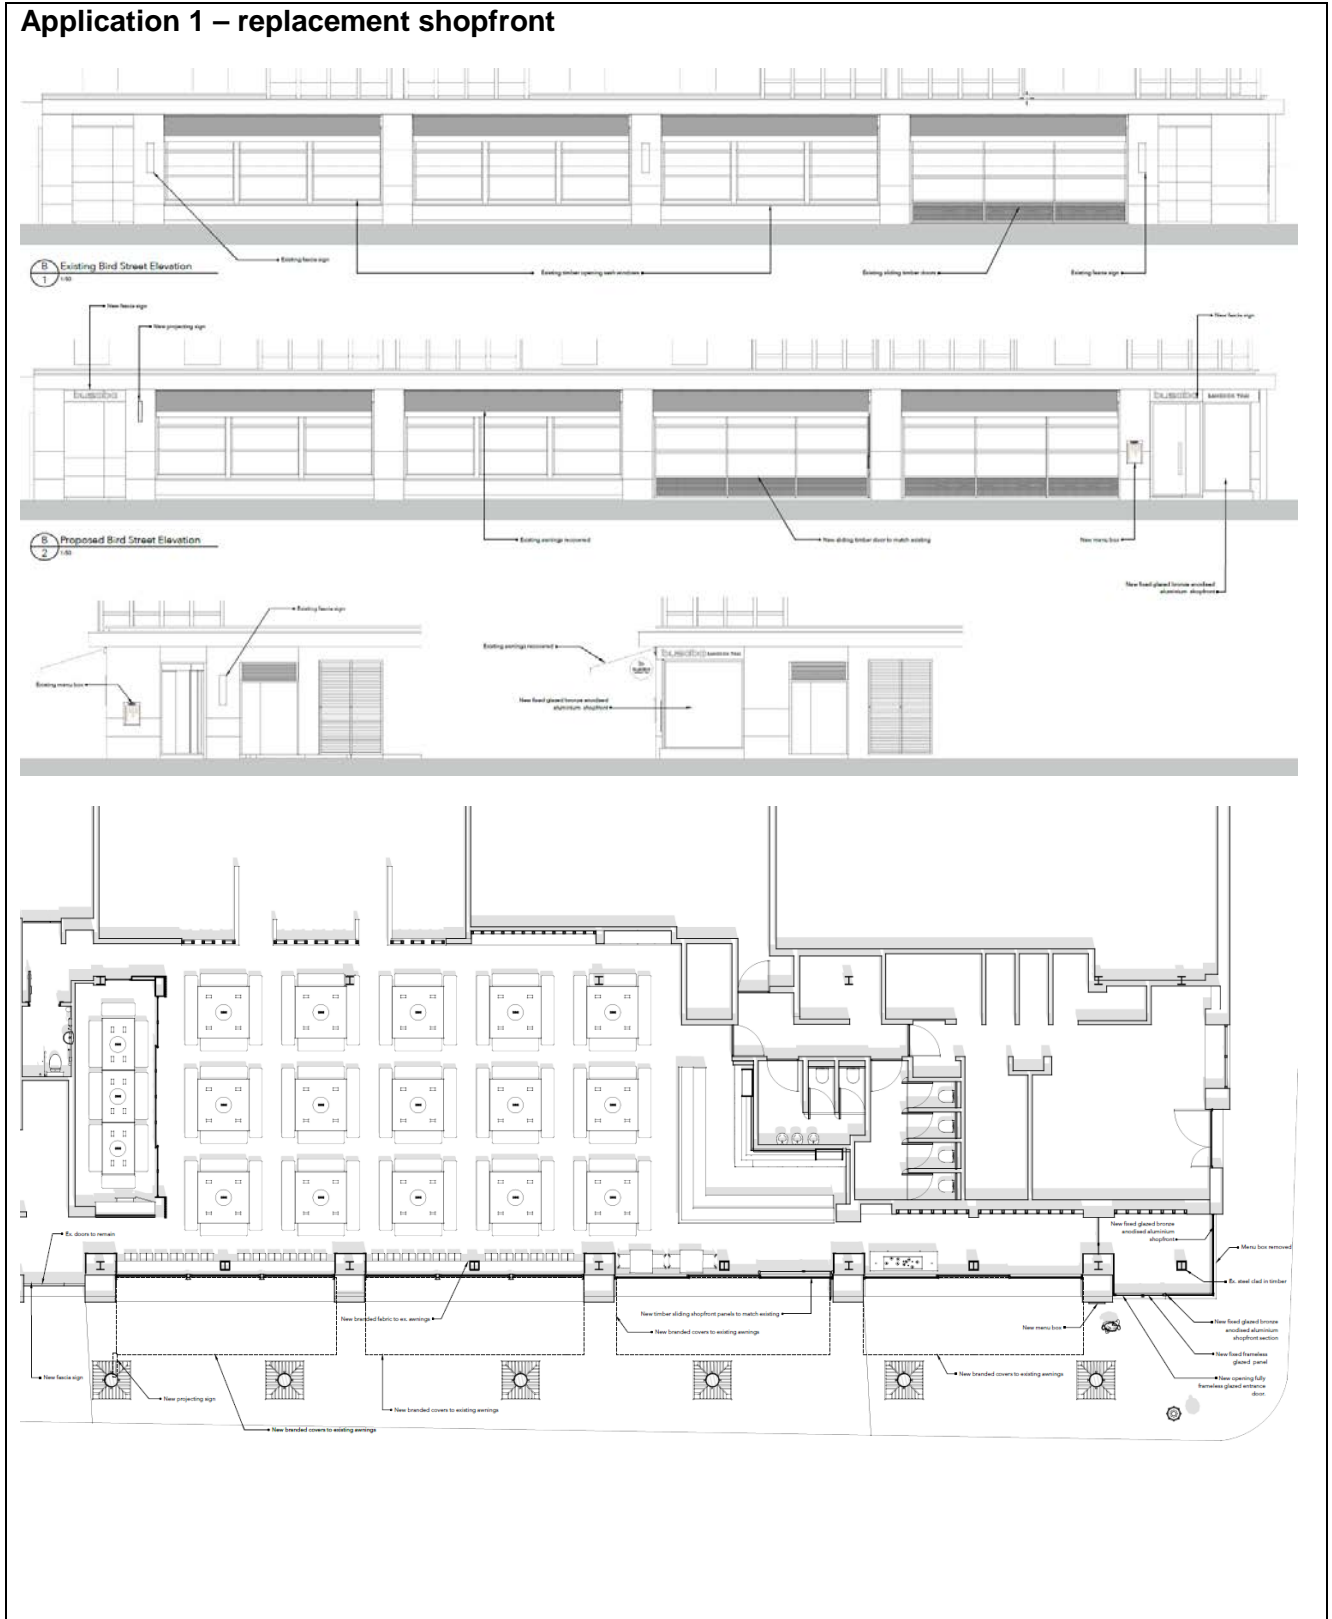 Application 1 – replacement shopfront
Existing fascia sign
Existing timber opening sash windows
Existing sliding timber doors
Existing fascia sign
B
1
Existing Bird Street Elevation
1:50
New fascia sign
New projecting sign
New fascia sign
busaba
busaba
BANGKOK THAI
B
2
Proposed Bird Street Elevation
1:50
Existing awnings recovered
New sliding timber door to match existing
New menu box
New fixed glazed bronze anodised
aluminium shopfront
Existing fascia sign
Existing menu box
Existing awnings recovered
busaba BANGKOK THAI
busaba
New fixed glazed bronze anodised
aluminium shopfront
New fixed glazed bronze
anodised aluminium
shopfront
Ex. doors to remain
Menu box removed
Ex. steel clad in timber
New timber sliding shopfront panels to match existing
New branded fabric to ex. awnings
New branded covers to existing awnings
New menu box
New fixed glazed bronze
anodised aluminium
shopfront section
New fixed frameless
glazed panel
New opening fully
frameless glazed entrance
door.
New fascia sign
New projecting sign
New branded covers to existing awnings
New branded covers to existing awnings
New branded covers to existing awnings